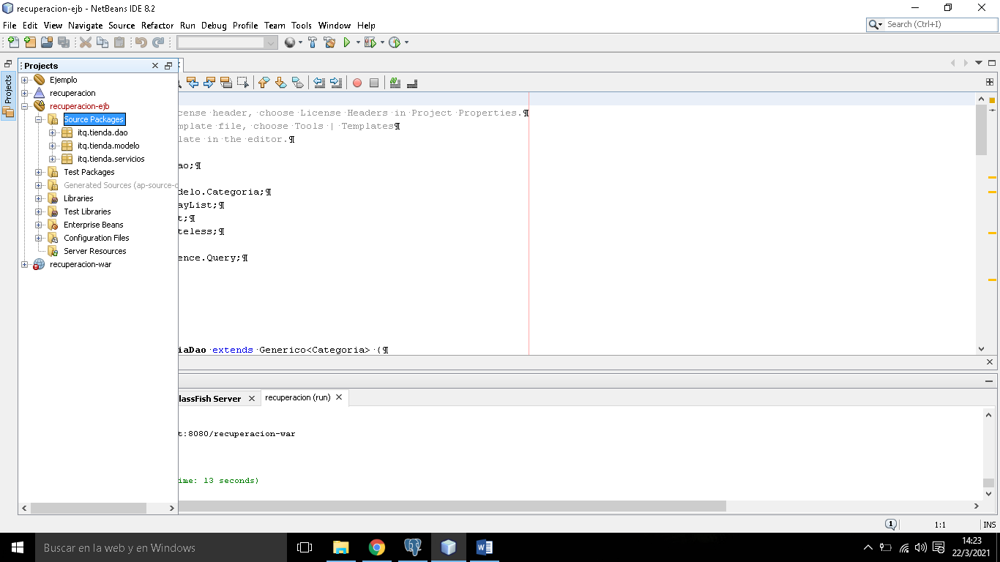 recuperacion-ejb - NetBeans IDE 8.2
File Edit View Navigate Source Refactor Run Debug Profile Team Tools Window Help
Search (Ctrl+I)
Projects
Projects
Ejemplo
recuperacion
recuperacion-ejb
Source Packages
itq.tienda.dao
itq.tienda.modelo
itq.tienda.servicios
Test Packages
Generated Sources (ap-source-
Libraries
Test Libraries
Enterprise Beans
Configuration Files
Server Resources
recuperacion-war
cense·header,·choose·License·Headers·in·Project·Properties.¶
mplate·file,·choose·Tools·|·Templates¶
late·in·the·editor.¶
ao;¶
delo.Categoria;¶
ayList;¶
t;¶
teless;¶
ence.Query;¶
iaDao·extends·Generico<Categoria>·{¶
lassFish Server
recuperacion (run)
t:8080/recuperacion-war
ime: 13 seconds)
1
1:1
INS
Buscar en la web y en Windows
14:23
22/3/2021